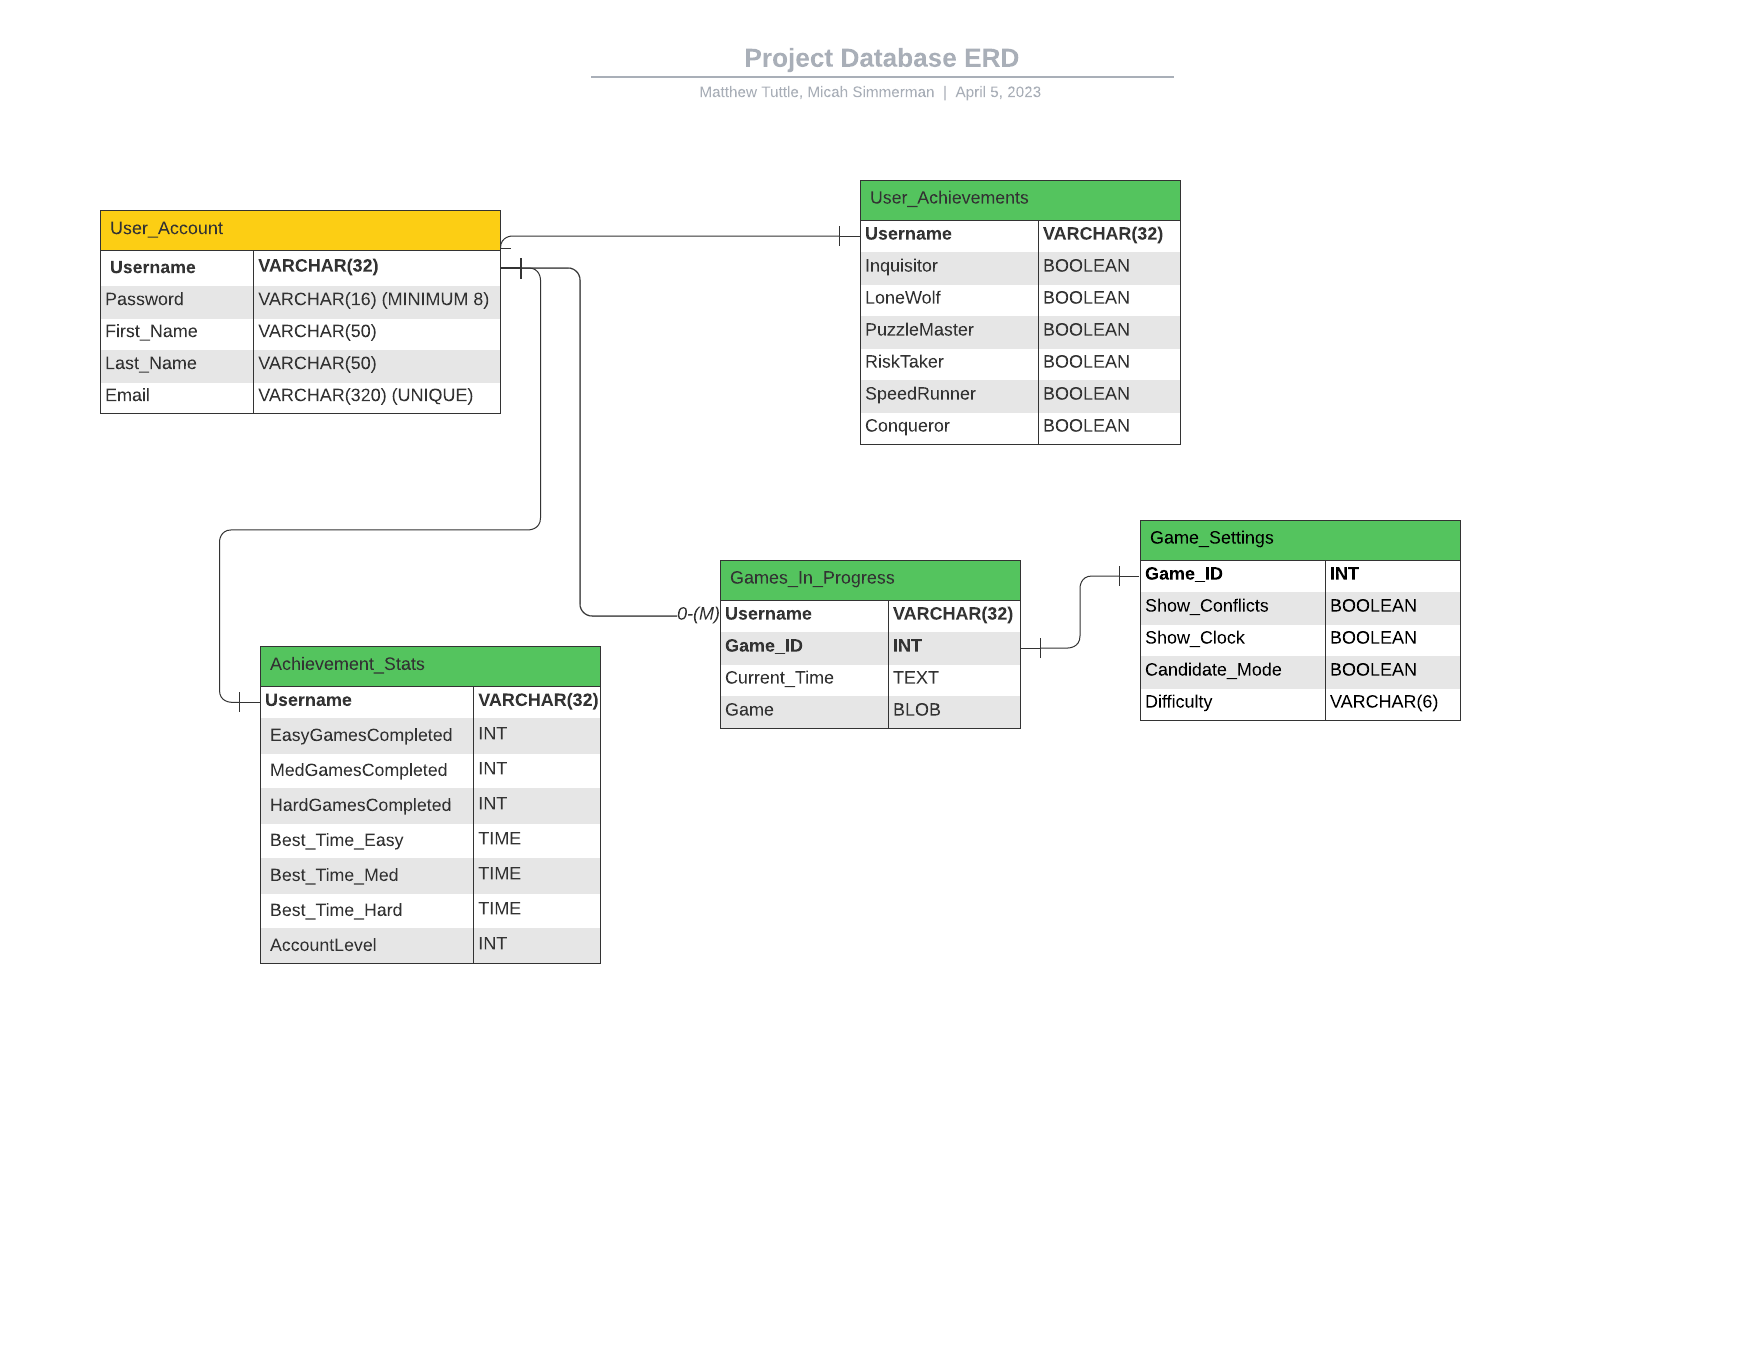 Project Database ERD
Matthew Tuttle, Micah Simmerman | April 5, 2023
User_Account
Username VARCHAR(32)
Password VARCHAR(16) (MINIMUM 8)
First_Name VARCHAR(50)
Last_Name VARCHAR(50)
Email VARCHAR(320) (UNIQUE)
User_Achievements
Username VARCHAR(32)
Inquisitor BOOLEAN
LoneWolf BOOLEAN
PuzzleMaster BOOLEAN
RiskTaker BOOLEAN
SpeedRunner BOOLEAN
Conqueror BOOLEAN
Game_Settings
Game_ID INT
Show_Conflicts BOOLEAN
Show_Clock BOOLEAN
Candidate_Mode BOOLEAN
Difficulty VARCHAR(6)
Games_In_Progress
0-(M) Username VARCHAR(32)
Game_ID INT
Current_Time TEXT
Game BLOB
Achievement_Stats
Username VARCHAR(32)
EasyGamesCompleted INT
MedGamesCompleted INT
HardGamesCompleted INT
Best_Time_Easy TIME
Best_Time_Med TIME
Best_Time_Hard TIME
AccountLevel INT